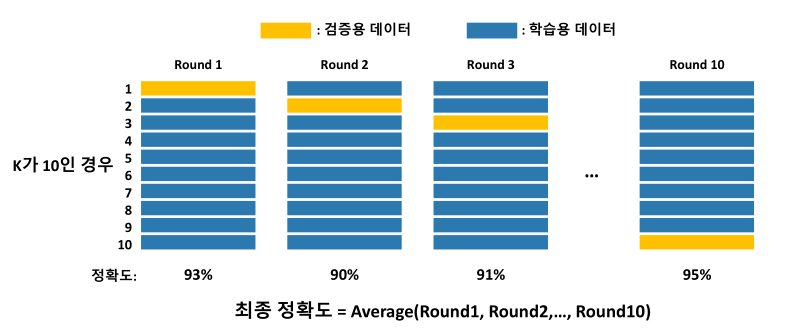 : 검증용 데이터 : 학습용 데이터
Round 1 Round 2 Round 3 Round 10
1
2
3
4
5
K가 10인 경우
6
7
8
9
10
...
정확도: 93% 90% 91% 95%
최종 정확도 = Average(Round1, Round2,..., Round10)